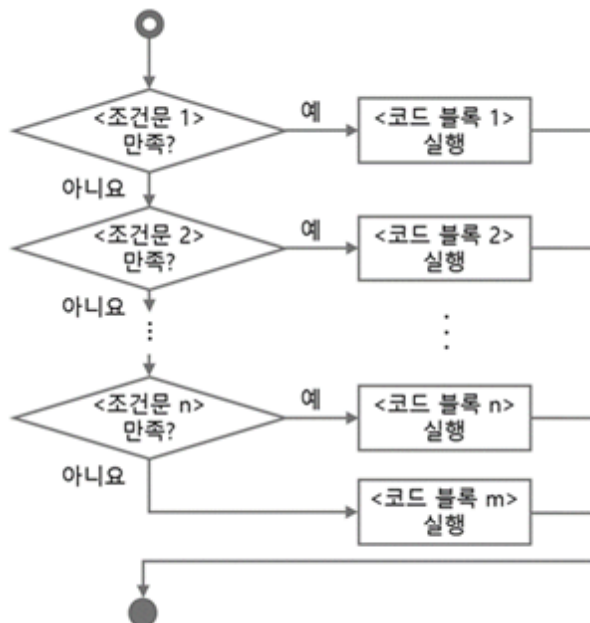 <조건문 1>
만족?
예
<코드 블록 1>
실행
아니요
<조건문 2>
만족?
예
<코드 블록 2>
실행
아니요
<조건문 n>
만족?
예
<코드 블록 n>
실행
아니요
<코드 블록 m>
실행